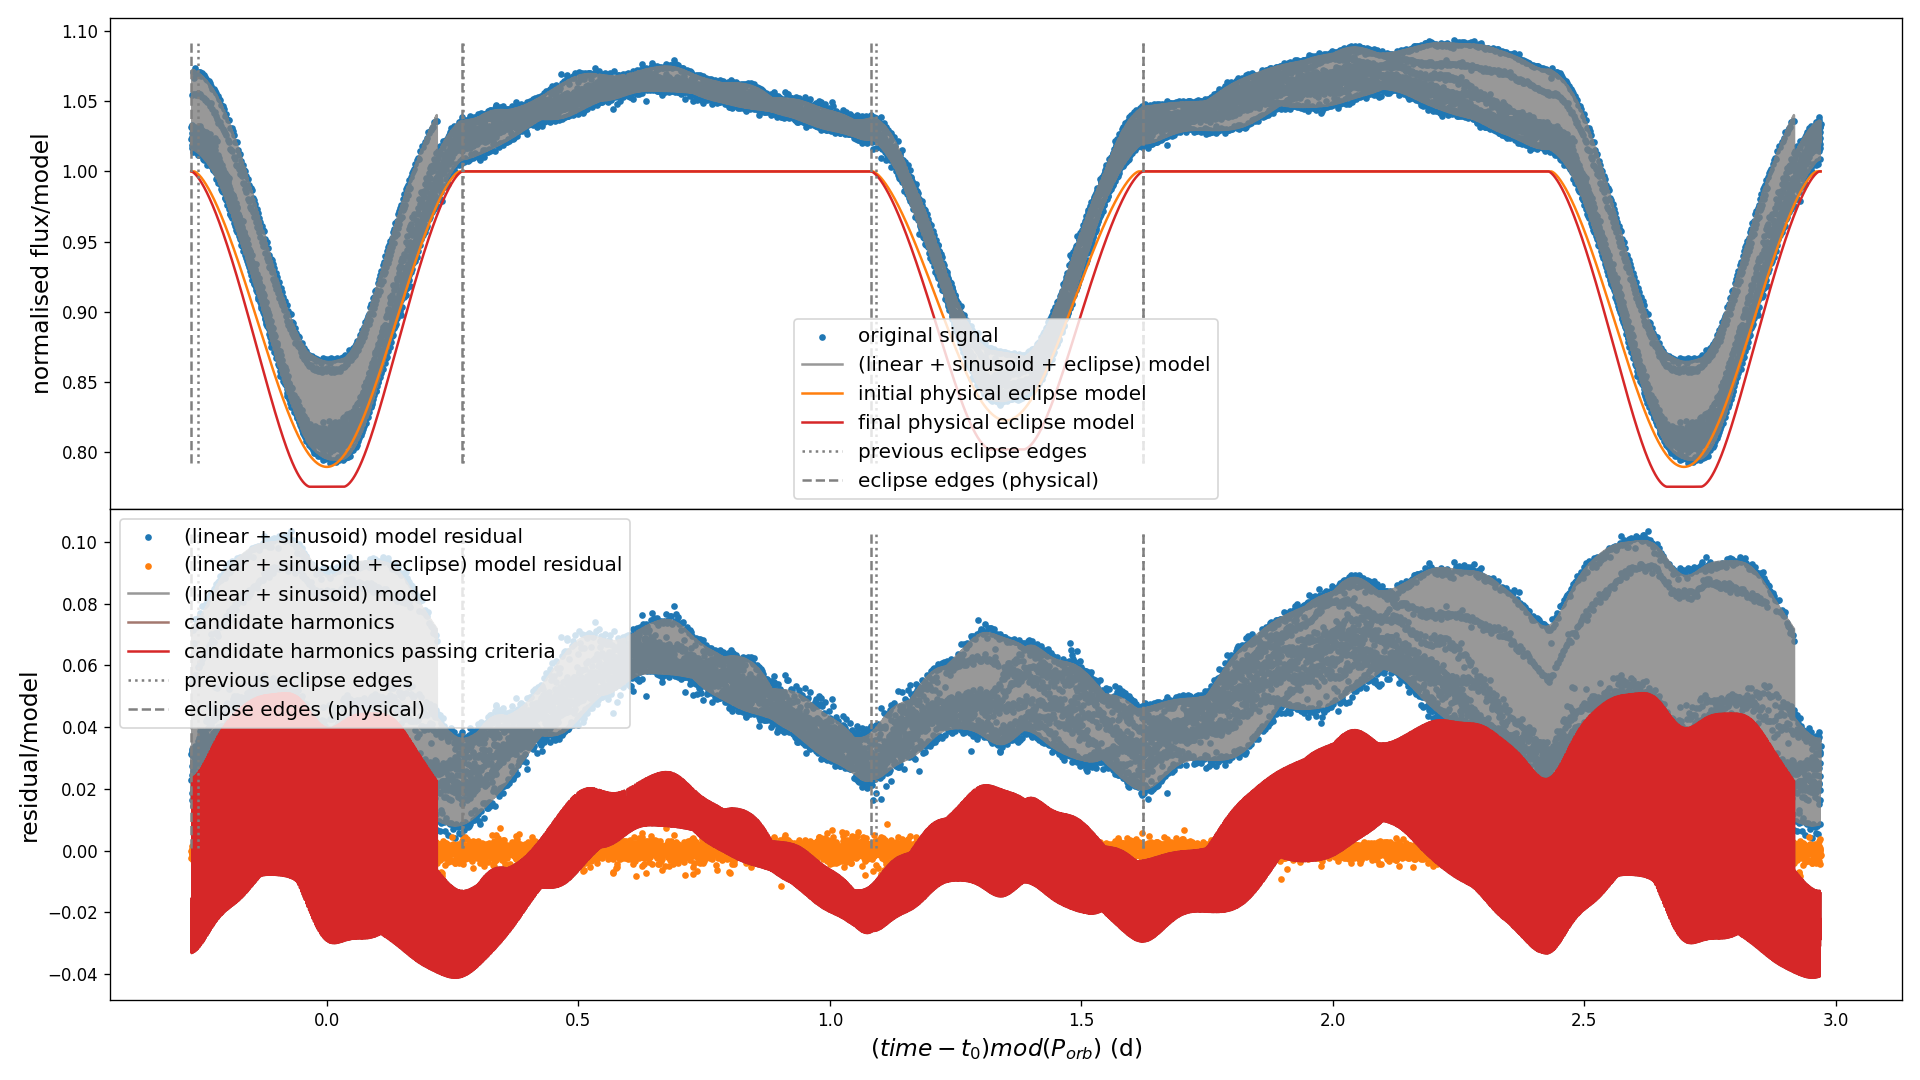 1.10
1.05
1.00
0.95
0.90
0.85
0.80
normalised flux/model
original signal
(linear + sinusoid + eclipse) model
initial physical eclipse model
final physical eclipse model
previous eclipse edges
eclipse edges (physical)
0.10
0.08
0.06
0.04
0.02
0.00
−0.02
−0.04
residual/model
(linear + sinusoid) model residual
(linear + sinusoid + eclipse) model residual
(linear + sinusoid) model
candidate harmonics
candidate harmonics passing criteria
previous eclipse edges
eclipse edges (physical)
0.0 0.5 1.0 1.5 2.0 2.5 3.0
(time − t₀)mod(Pₒᵣb) (d)